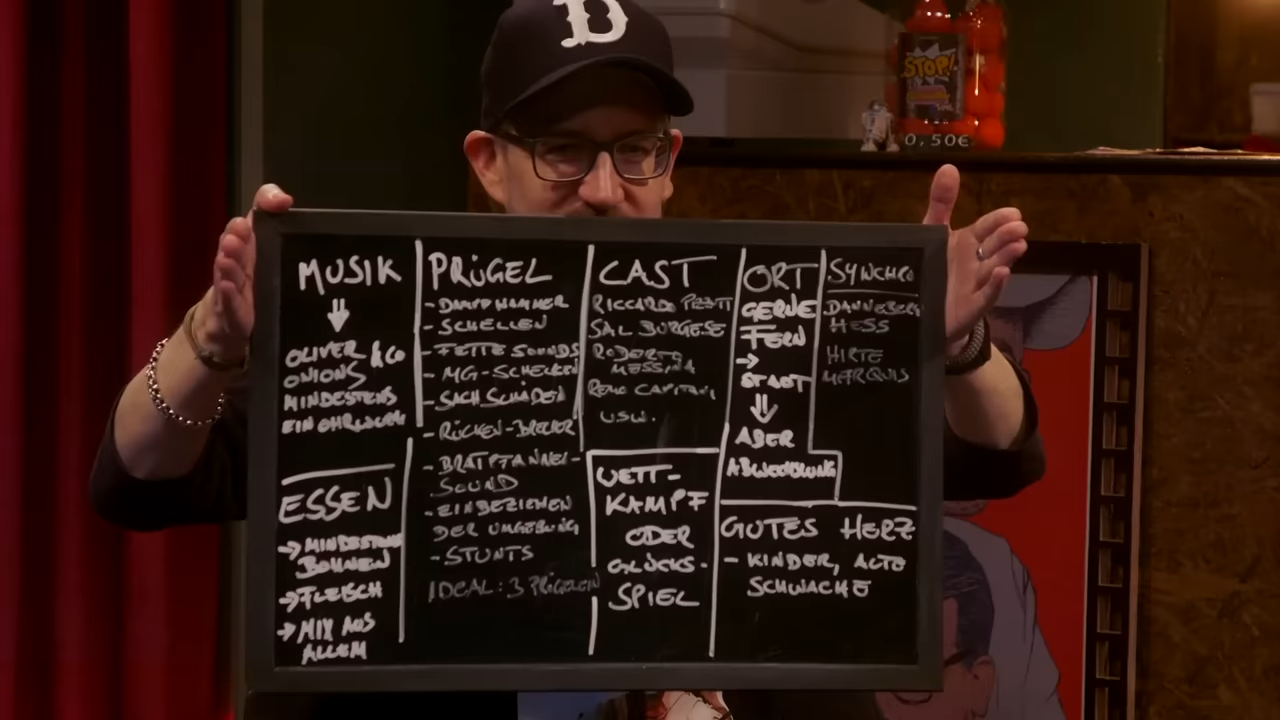 D
STOP!
0,50€
MUSIK
⇓
OLIVER & CO
ONIONS
MINDESTENS
EIN OHRWURM
ESSEN
→ MINDESTENS
BOHNEN
→ FLEISCH
→ MIX AUS
ALLEM
PRÜGEL
- DAMPFHAMMER
- SCHELLEN
- FETTE SOUNDS
- MG-SCHELLEN
- SACHSCHÄDEN
- RÜCKEN-BRECHER
- BRATPFANNEN-
SOUND
- EINBEZIEHEN
DER UMGEBUNG
- STUNTS
IDEAL: 3 PRÜGELEIN
CAST
RICCARDO PIZZUTI
SAL BORGESE
ROBERTO
MESSINA
REMO CAPITANI
USW.
WETT-
KAMPF
ODER
GLÜCKS-
SPIEL
ORT
GERNE
FERN
→
STADT
⇓
ABER
ABWECHSLUNG
SYNCHRO
DANNEBERG
HESS
HIRTE
MARQUIS
GUTES HERZ
- KINDER, ALTE
SCHWACHE